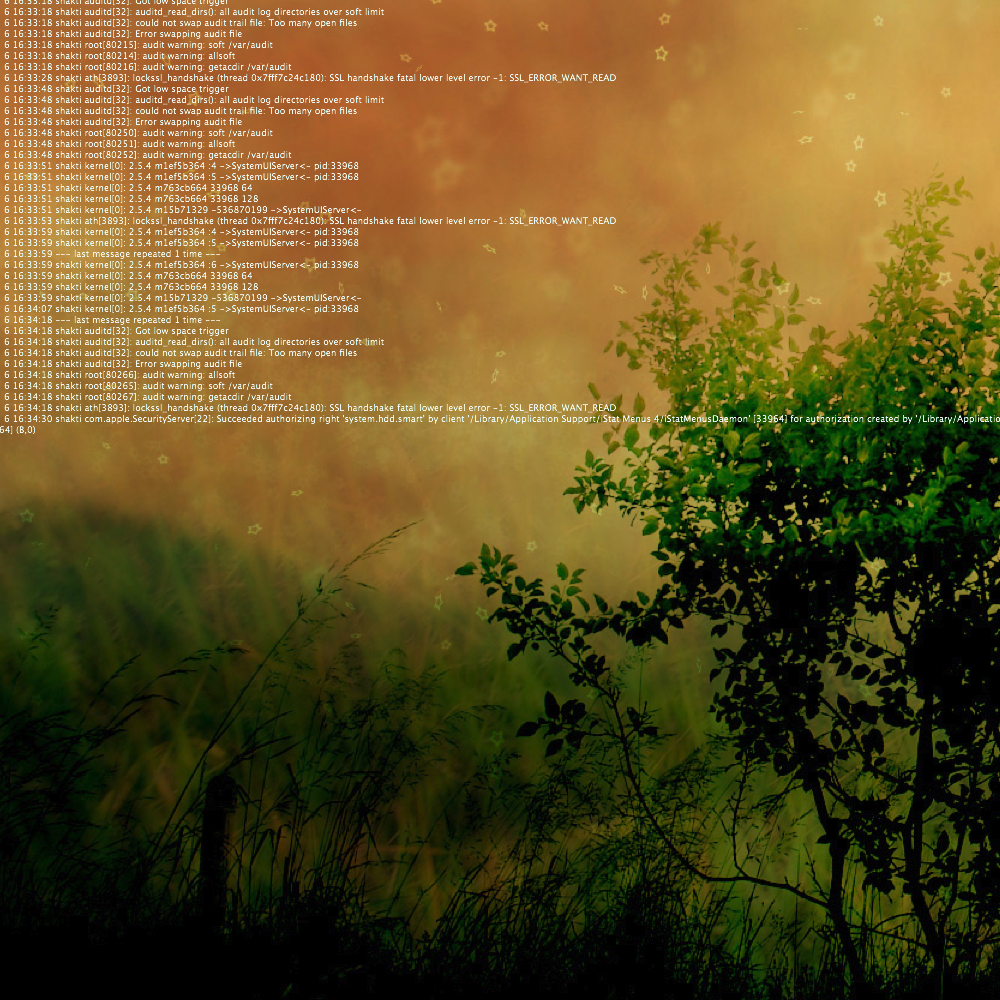 6 16:33:18 shakti auditd[32]: Got low space trigger
6 16:33:18 shakti auditd[32]: auditd_read_dirs(): all audit log directories over soft limit
6 16:33:18 shakti auditd[32]: could not swap audit trail file: Too many open files
6 16:33:18 shakti auditd[32]: Error swapping audit file
6 16:33:18 shakti root[80215]: audit warning: soft /var/audit
6 16:33:18 shakti root[80214]: audit warning: allsoft
6 16:33:18 shakti root[80216]: audit warning: getacdir /var/audit
6 16:33:28 shakti ath[3893]: lockssl_handshake (thread 0x7fff7c24c180): SSL handshake fatal lower level error -1: SSL_ERROR_WANT_READ
6 16:33:48 shakti auditd[32]: Got low space trigger
6 16:33:48 shakti auditd[32]: auditd_read_dirs(): all audit log directories over soft limit
6 16:33:48 shakti auditd[32]: could not swap audit trail file: Too many open files
6 16:33:48 shakti auditd[32]: Error swapping audit file
6 16:33:48 shakti root[80250]: audit warning: soft /var/audit
6 16:33:48 shakti root[80251]: audit warning: allsoft
6 16:33:48 shakti root[80252]: audit warning: getacdir /var/audit
6 16:33:51 shakti kernel[0]: 2.5.4 m1ef5b364 :4 ->SystemUIServer<- pid:33968
6 16:33:51 shakti kernel[0]: 2.5.4 m1ef5b364 :5 ->SystemUIServer<- pid:33968
6 16:33:51 shakti kernel[0]: 2.5.4 m763cb664 33968 64
6 16:33:51 shakti kernel[0]: 2.5.4 m763cb664 33968 128
6 16:33:51 shakti kernel[0]: 2.5.4 m15b71329 -536870199 ->SystemUIServer<-
6 16:33:53 shakti ath[3893]: lockssl_handshake (thread 0x7fff7c24c180): SSL handshake fatal lower level error -1: SSL_ERROR_WANT_READ
6 16:33:59 shakti kernel[0]: 2.5.4 m1ef5b364 :4 ->SystemUIServer<- pid:33968
6 16:33:59 shakti kernel[0]: 2.5.4 m1ef5b364 :5 ->SystemUIServer<- pid:33968
6 16:33:59 --- last message repeated 1 time ---
6 16:33:59 shakti kernel[0]: 2.5.4 m1ef5b364 :6 ->SystemUIServer<- pid:33968
6 16:33:59 shakti kernel[0]: 2.5.4 m763cb664 33968 64
6 16:33:59 shakti kernel[0]: 2.5.4 m763cb664 33968 128
6 16:33:59 shakti kernel[0]: 2.5.4 m15b71329 -536870199 ->SystemUIServer<-
6 16:34:07 shakti kernel[0]: 2.5.4 m1ef5b364 :5 ->SystemUIServer<- pid:33968
6 16:34:18 --- last message repeated 1 time ---
6 16:34:18 shakti auditd[32]: Got low space trigger
6 16:34:18 shakti auditd[32]: auditd_read_dirs(): all audit log directories over soft limit
6 16:34:18 shakti auditd[32]: could not swap audit trail file: Too many open files
6 16:34:18 shakti auditd[32]: Error swapping audit file
6 16:34:18 shakti root[80266]: audit warning: allsoft
6 16:34:18 shakti root[80265]: audit warning: soft /var/audit
6 16:34:18 shakti root[80267]: audit warning: getacdir /var/audit
6 16:34:18 shakti ath[3893]: lockssl_handshake (thread 0x7fff7c24c180): SSL handshake fatal lower level error -1: SSL_ERROR_WANT_READ
6 16:34:30 shakti com.apple.SecurityServer[22]: Succeeded authorizing right 'system.hdd.smart' by client '/Library/Application Support/iStat Menus 4/iStatMenusDaemon' [33964] for authorization created by '/Library/Applicatio
64] (B,0)